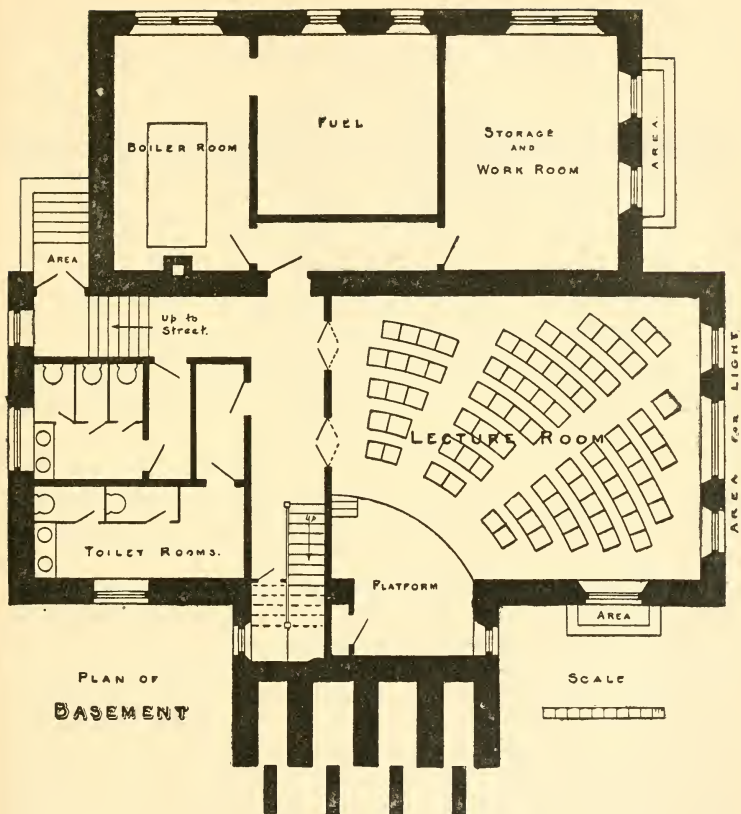 BOILER ROOM
FUEL
STORAGE
AND
WORK ROOM
AREA.
AREA
Up to
Street.
LECTURE ROOM
AREA FOR LIGHT
UP
TOILET ROOMS.
PLATFORM
AREA
PLAN OF
BASEMENT
SCALE